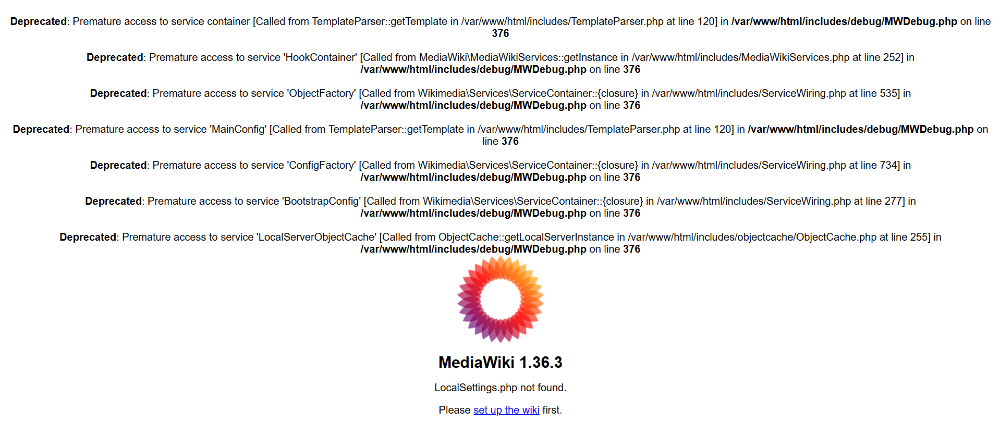 Deprecated: Premature access to service container [Called from TemplateParser::getTemplate in /var/www/html/includes/TemplateParser.php at line 120] in /var/www/html/includes/debug/MWDebug.php on line
376
Deprecated: Premature access to service 'HookContainer' [Called from MediaWiki\MediaWikiServices::getInstance in /var/www/html/includes/MediaWikiServices.php at line 252] in
/var/www/html/includes/debug/MWDebug.php on line 376
Deprecated: Premature access to service 'ObjectFactory' [Called from Wikimedia\Services\ServiceContainer::{closure} in /var/www/html/includes/ServiceWiring.php at line 535] in
/var/www/html/includes/debug/MWDebug.php on line 376
Deprecated: Premature access to service 'MainConfig' [Called from TemplateParser::getTemplate in /var/www/html/includes/TemplateParser.php at line 120] in /var/www/html/includes/debug/MWDebug.php on
line 376
Deprecated: Premature access to service 'ConfigFactory' [Called from Wikimedia\Services\ServiceContainer::{closure} in /var/www/html/includes/ServiceWiring.php at line 734] in
/var/www/html/includes/debug/MWDebug.php on line 376
Deprecated: Premature access to service 'BootstrapConfig' [Called from Wikimedia\Services\ServiceContainer::{closure} in /var/www/html/includes/ServiceWiring.php at line 277] in
/var/www/html/includes/debug/MWDebug.php on line 376
Deprecated: Premature access to service 'LocalServerObjectCache' [Called from ObjectCache::getLocalServerInstance in /var/www/html/includes/objectcache/ObjectCache.php at line 255] in
/var/www/html/includes/debug/MWDebug.php on line 376
MediaWiki 1.36.3
LocalSettings.php not found.
Please set up the wiki first.